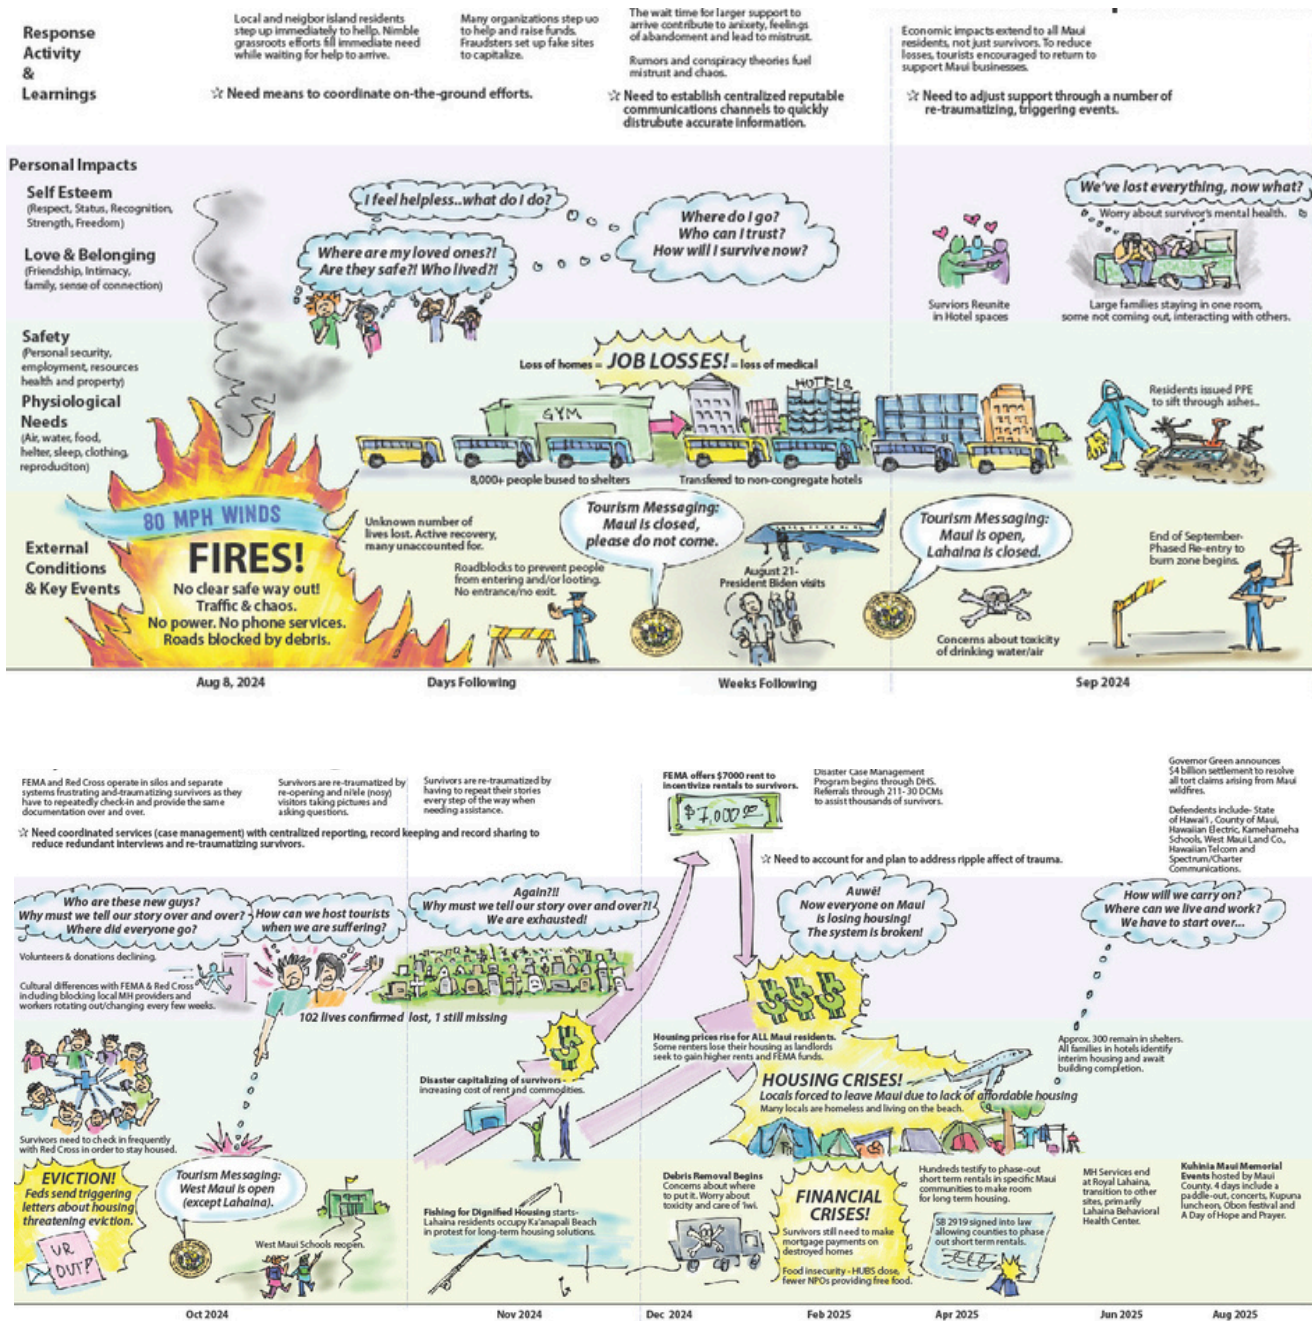 Response
Activity
&
Learnings
Local and neigbor island residents
step up immediately to hellp. Nimble
grassroots efforts fill immediate need
while waiting for help to arrive.
Many organizations step uo
to help and raise funds.
Fraudsters set up fake sites
to capitalize.
☆ Need means to coordinate on-the-ground efforts.
The wait time for larger support to
arrive contribute to anixety, feelings
of abandoment and lead to mistrust.
Rumors and conspiracy theories fuel
mistrust and chaos.
☆ Need to establish centralized reputable
communications channels to quickly
distrubute accurate information.
Economic impacts extend to all Maui
residents, not just survivors. To reduce
losses, tourists encouraged to return to
support Maui businesses.
☆ Need to adjust support through a number of
re-traumatizing, triggering events.
Personal Impacts
Self Esteem
(Respect, Status, Recognition,
Strength, Freedom)
Love & Belonging
(Friendship, Intimacy,
family, sense of connection)
I feel helpless..what do I do?
Where are my loved ones?!
Are they safe?! Who lived?!
Where do I go?
Who can I trust?
How will I survive now?
Surviors Reunite
in Hotel spaces
We've lost everything, now what?
Worry about survivor's mental health.
Large families staying in one room,
some not coming out, interacting with others.
Safety
(Personal security,
employment, resources
health and property)
Physiological
Needs
(Air, water, food,
helter, sleep, clothing,
reproduciton)
Loss of homes = JOB LOSSES! = loss of medical
GYM
HOTELS
8,000+ people bused to shelters
Transfered to non-congregate hotels
Residents issued PPE
to sift through ashes..
External
Conditions
& Key Events
80 MPH WINDS
FIRES!
No clear safe way out!
Traffic & chaos.
No power. No phone services.
Roads blocked by debris.
Unknown number of
lives lost. Active recovery,
many unaccounted for.
Roadblocks to prevent people
from entering and/or looting.
No entrance/no exit.
Tourism Messaging:
Maui is closed,
please do not come.
August 21-
President Biden visits
Tourism Messaging:
Maui is open,
Lahaina is closed.
Concerns about toxicity
of drinking water/air
End of September-
Phased Re-entry to
burn zone begins.
Aug 8, 2024
Days Following
Weeks Following
Sep 2024
FEMA and Red Cross operate in silos and separate
systems frustrating and-traumatizing survivors as they
have to repeatedly check-in and provide the same
documentation over and over.
Survivors are re-traumatized by
re-opening and ni'ele (nosy)
visitors taking pictures and
asking questions.
Survivors are re-traumatized by
having to repeat their stories
every step of the way when
needing assistance.
☆ Need coordinated services (case management) with centralized reporting, record keeping and record sharing to
reduce redundant interviews and re-traumatizing survivors.
FEMA offers $7000 rent to
incentivize rentals to survivors.
$7,000.00
Disaster Case Management
Program begins through DHS.
Referrals through 211- 30 DCMs
to assist thousands of survivors.
☆ Need to account for and plan to address ripple affect of trauma.
Governor Green announces
$4 billion settlement to resolve
all tort claims arising from Maui
wildfires.
Defendents include- State
of Hawai'i , County of Maui,
Hawaiian Electric, Kamehameha
Schools, West Maui Land Co.,
Hawaiian Telcom and
Spectrum/Charter
Communications.
Who are these new guys?
Why must we tell our story over and over?
Where did everyone go?
How can we host tourists
when we are suffering?
Again?!!
Why must we tell our story over and over?!
We are exhausted!
Auwē!
Now everyone on Maui
is losing housing!
The system is broken!
How will we carry on?
Where can we live and work?
We have to start over...
Volunteers & donations declining.
Cultural differences with FEMA & Red Cross
including blocking local MH providers and
workers rotating out/changing every few weeks.
102 lives confirmed lost, 1 still missing
$
$$$
Housing prices rise for ALL Maui residents.
Some renters lose their housing as landlords
seek to gain higher rents and FEMA funds.
Approx. 300 remain in shelters.
All families in hotels identify
interim housing and await
building completion.
Disaster capitalizing of survivors-
increasing cost of rent and commodities.
HOUSING CRISES!
Locals forced to leave Maui due to lack of affordable housing
Many locals are homeless and living on the beach.
Survivors need to check in frequently
with Red Cross in order to stay housed.
EVICTION!
Feds send triggering
letters about housing
threatening eviction.
UR
OUT!
Tourism Messaging:
West Maui is open
(except Lahaina).
West Maui Schools reopen.
Fishing for Dignified Housing starts-
Lahaina residents occupy Ka'anapali Beach
in protest for long-term housing solutions.
Debris Removal Begins
Concerns about where
to put it. Worry about
toxicity and care of 'iwi.
FINANCIAL
CRISES!
Survivors still need to make
mortgage payments on
destroyed homes
Food insecurity - HUBS close,
fewer NPOs providing free food.
Hundreds testify to phase-out
short term rentals in specific Maui
communities to make room
for long term housing.
SB 2919 signed into law
allowing counties to phase
out short term rentals.
MH Services end
at Royal Lahaina,
transition to other
sites, primarily
Lahaina Behavioral
Health Center.
Kuhinia Maui Memorial
Events hosted by Maui
County. 4 days include a
paddle-out, concerts, Kupuna
luncheon, Obon festival and
A Day of Hope and Prayer.
Oct 2024
Nov 2024
Dec 2024
Feb 2025
Apr 2025
Jun 2025
Aug 2025